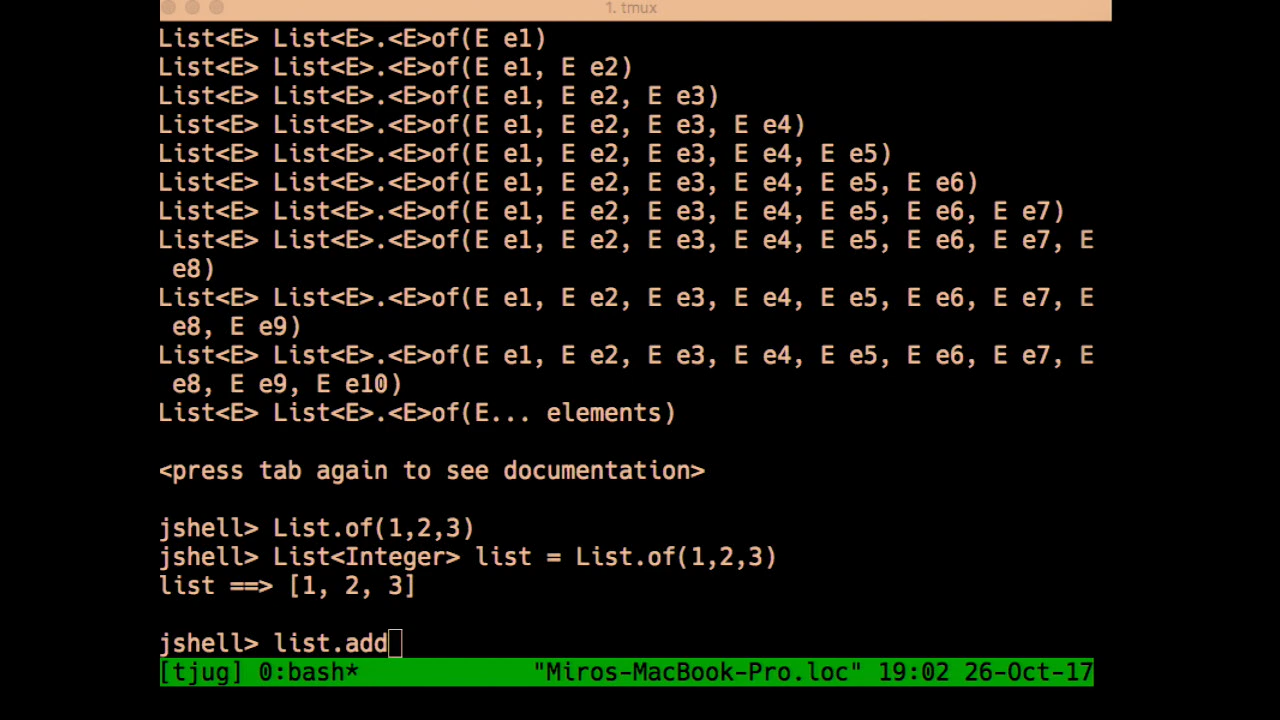 1. tmux
List<E> List<E>.<E>of(E e1)
List<E> List<E>.<E>of(E e1, E e2)
List<E> List<E>.<E>of(E e1, E e2, E e3)
List<E> List<E>.<E>of(E e1, E e2, E e3, E e4)
List<E> List<E>.<E>of(E e1, E e2, E e3, E e4, E e5)
List<E> List<E>.<E>of(E e1, E e2, E e3, E e4, E e5, E e6)
List<E> List<E>.<E>of(E e1, E e2, E e3, E e4, E e5, E e6, E e7)
List<E> List<E>.<E>of(E e1, E e2, E e3, E e4, E e5, E e6, E e7, E
e8)
List<E> List<E>.<E>of(E e1, E e2, E e3, E e4, E e5, E e6, E e7, E
e8, E e9)
List<E> List<E>.<E>of(E e1, E e2, E e3, E e4, E e5, E e6, E e7, E
e8, E e9, E e10)
List<E> List<E>.<E>of(E... elements)
<press tab again to see documentation>
jshell> List.of(1,2,3)
jshell> List<Integer> list = List.of(1,2,3)
list ==> [1, 2, 3]
jshell> list.add
[tjug] 0:bash* "Miros-MacBook-Pro.loc" 19:02 26-Oct-17